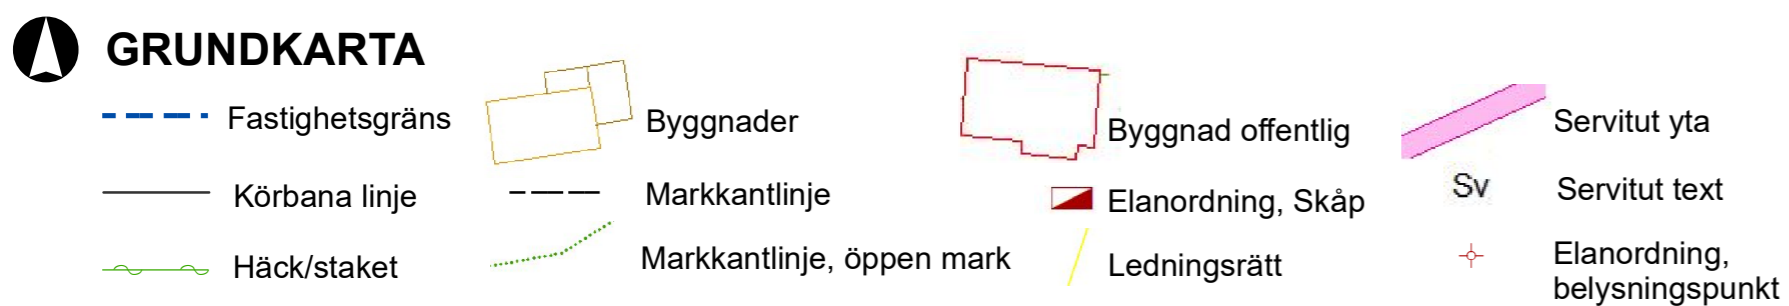 GRUNDKARTA
Fastighetsgräns
Körbana linje
Häck/staket
Byggnader
Markkantlinje
Markkantlinje, öppen mark
Byggnad offentlig
Elanordning, Skåp
Ledningsrätt
Servitut yta
Sv Servitut text
Elanordning,
belysningspunkt